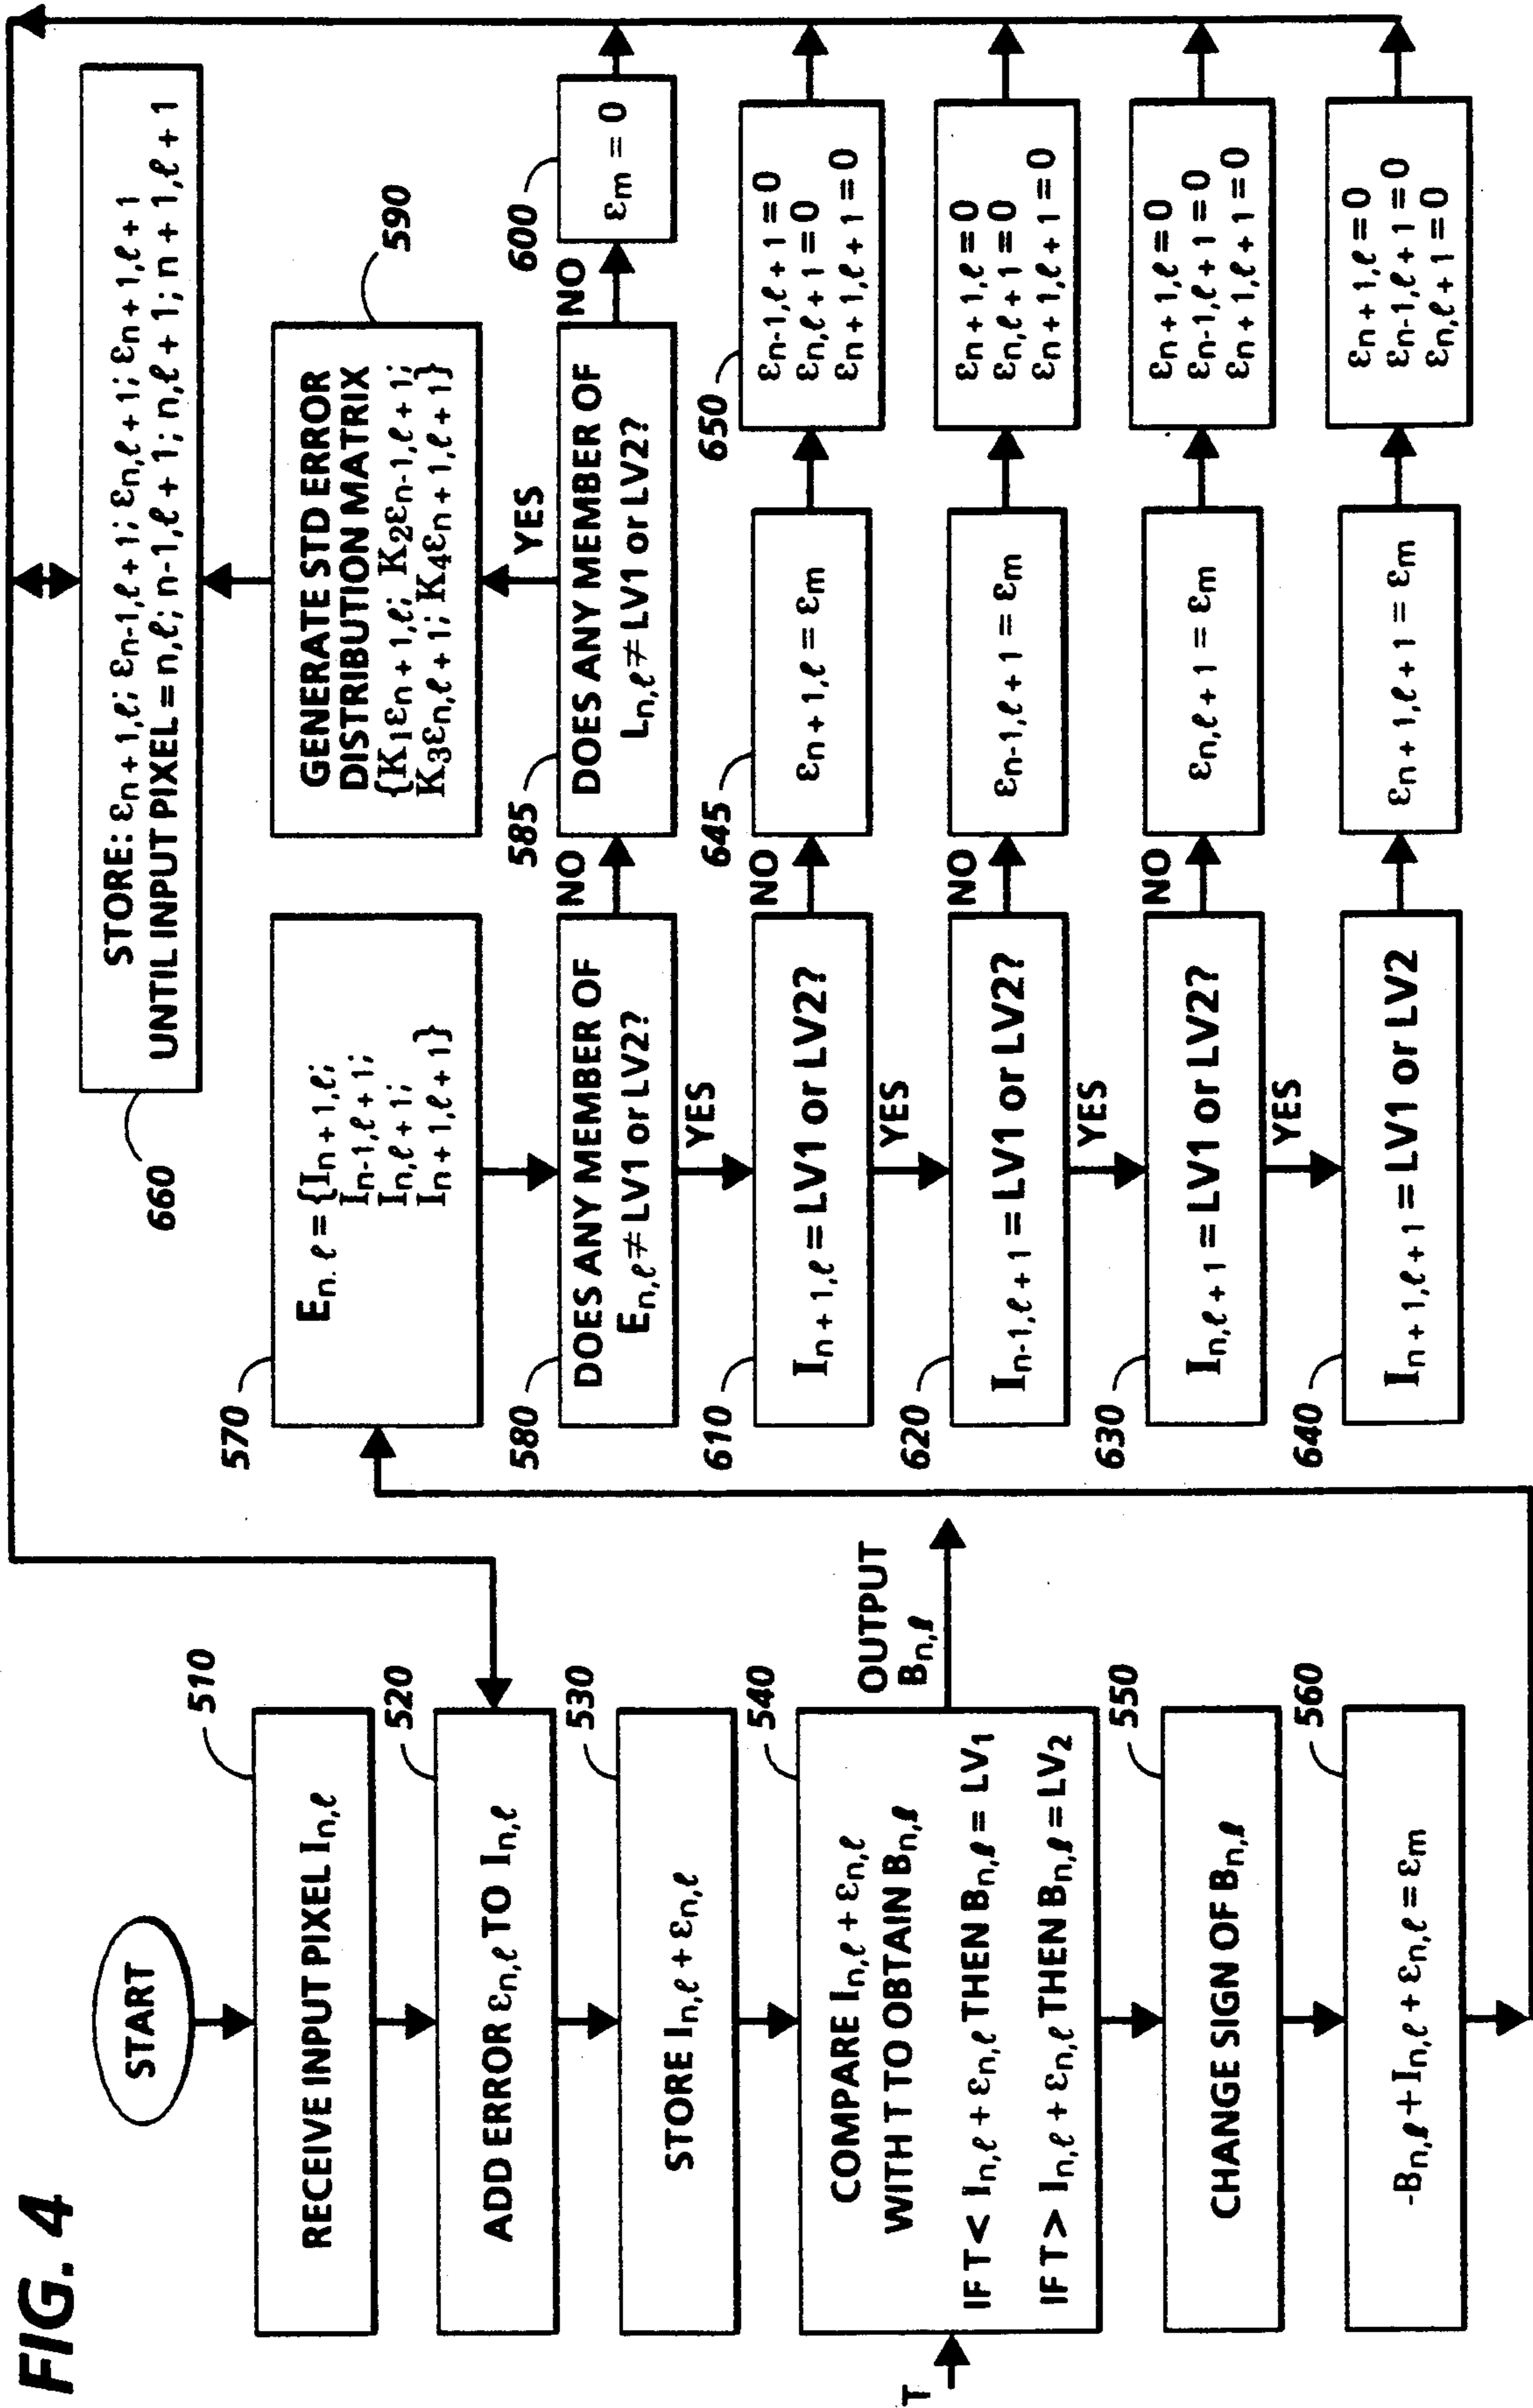 FIG. 4
START
510
RECEIVE INPUT PIXEL In,ℓ
520
ADD ERROR εn,ℓ TO In,ℓ
530
STORE In,ℓ + εn,ℓ
540
COMPARE In,ℓ + εn,ℓ
WITH T TO OBTAIN Bn,ℓ
IF T < In,ℓ + εn,ℓ THEN Bn,ℓ = LV1
IF T > In,ℓ + εn,ℓ THEN Bn,ℓ = LV2
T
OUTPUT
Bn,ℓ
550
CHANGE SIGN OF Bn,ℓ
560
-Bn,ℓ + In,ℓ + εn,ℓ = εm
660
STORE: εn + 1,ℓ; εn-1,ℓ + 1; εn,ℓ + 1; εn + 1,ℓ + 1
UNTIL INPUT PIXEL = n,ℓ; n-1,ℓ + 1; n,ℓ + 1; n + 1,ℓ + 1
570
En.ℓ = {In + 1,ℓ;
In-1,ℓ + 1;
In,ℓ + 1;
In + 1,ℓ + 1}
590
GENERATE STD ERROR
DISTRIBUTION MATRIX
{K1εn + 1,ℓ; K2εn-1,ℓ + 1;
K3εn,ℓ + 1; K4εn + 1,ℓ + 1}
580
DOES ANY MEMBER OF
En,ℓ ≠ LV1 or LV2?
NO
YES
585
DOES ANY MEMBER OF
Ln,ℓ ≠ LV1 or LV2?
YES
NO
600
εm = 0
610
In + 1,ℓ = LV1 or LV2?
NO
YES
645
εn + 1,ℓ = εm
650
εn-1,ℓ + 1 = 0
εn,ℓ + 1 = 0
εn + 1,ℓ + 1 = 0
620
In-1,ℓ + 1 = LV1 or LV2?
NO
YES
εn-1,ℓ + 1 = εm
εn + 1,ℓ = 0
εn,ℓ + 1 = 0
εn + 1,ℓ + 1 = 0
630
In,ℓ + 1 = LV1 or LV2?
NO
YES
εn,ℓ + 1 = εm
εn + 1,ℓ = 0
εn-1,ℓ + 1 = 0
εn + 1,ℓ + 1 = 0
640
In + 1,ℓ + 1 = LV1 or LV2
εn + 1,ℓ + 1 = εm
εn + 1,ℓ = 0
εn-1,ℓ + 1 = 0
εn,ℓ + 1 = 0